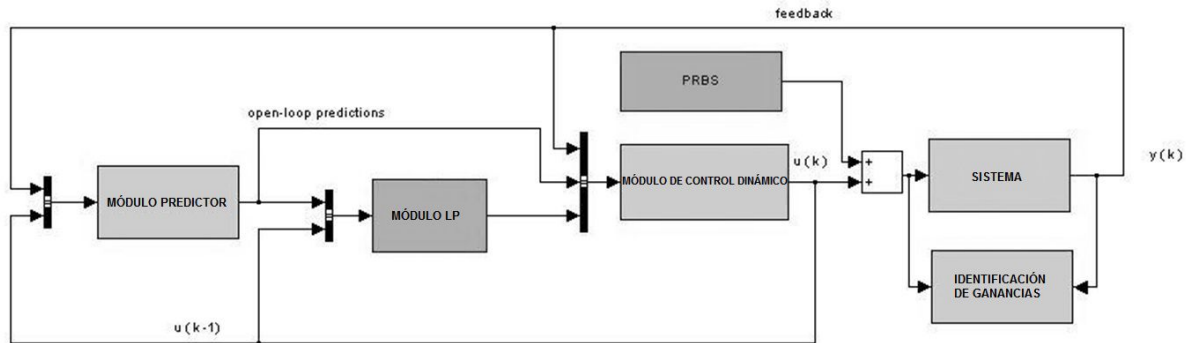 feedback
PRBS
open-loop predictions
u(k)
+
+
y(k)
MÓDULO PREDICTOR
MÓDULO LP
MÓDULO DE CONTROL DINÁMICO
SISTEMA
IDENTIFICACIÓN
DE GANANCIAS
u(k-1)